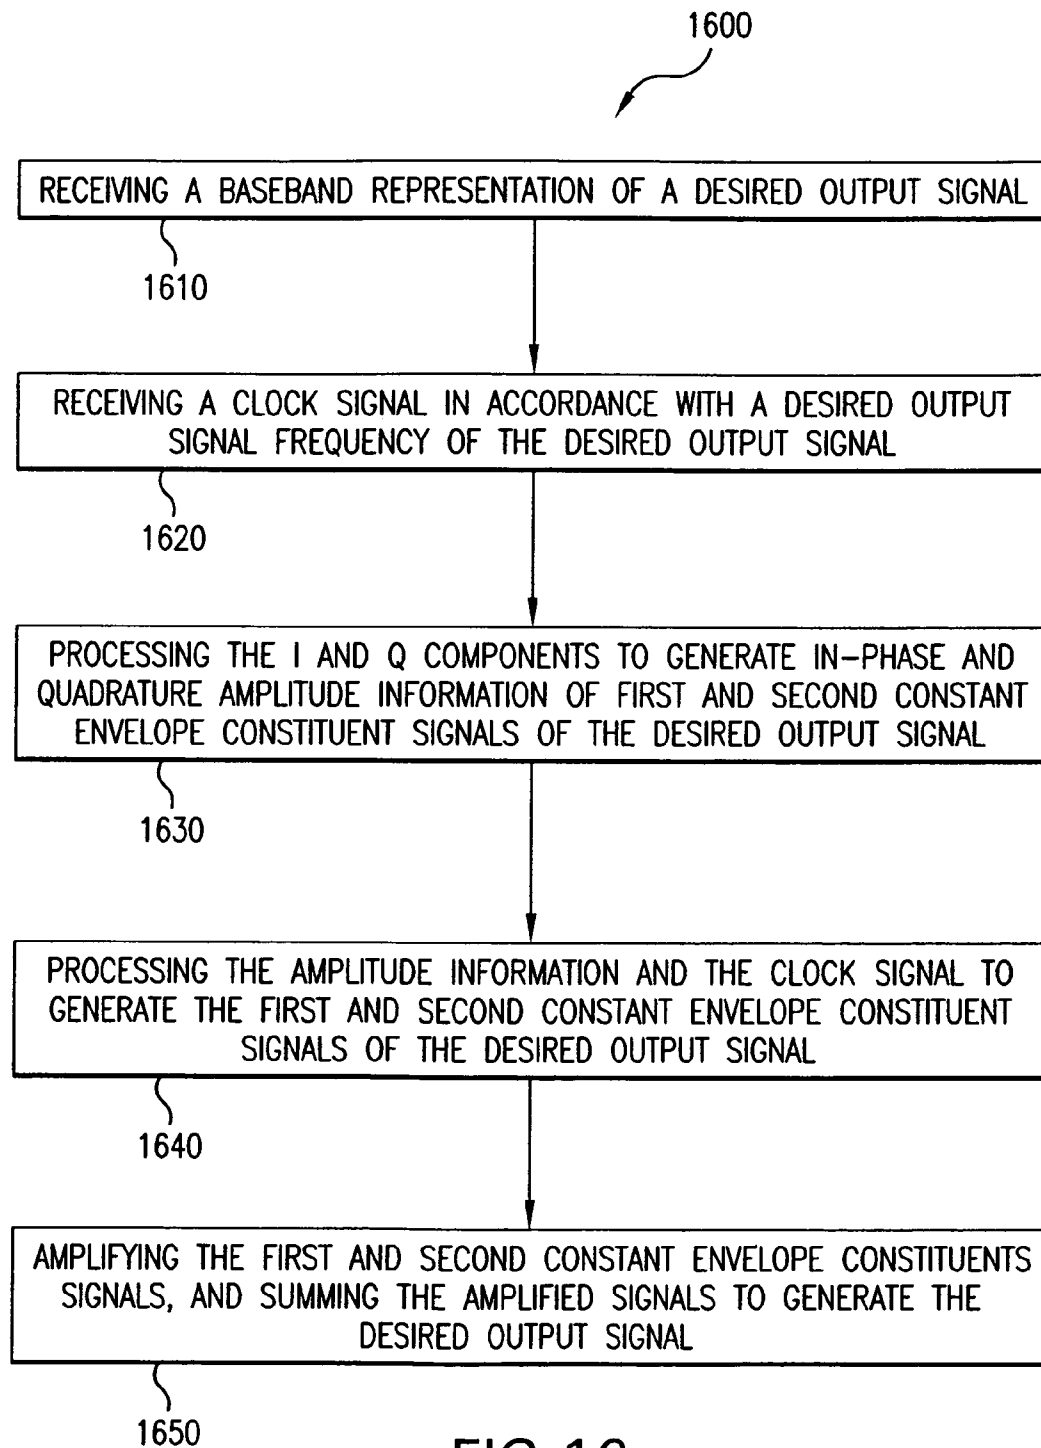 1600
RECEIVING A BASEBAND REPRESENTATION OF A DESIRED OUTPUT SIGNAL
1610
RECEIVING A CLOCK SIGNAL IN ACCORDANCE WITH A DESIRED OUTPUT
SIGNAL FREQUENCY OF THE DESIRED OUTPUT SIGNAL
1620
PROCESSING THE I AND Q COMPONENTS TO GENERATE IN-PHASE AND
QUADRATURE AMPLITUDE INFORMATION OF FIRST AND SECOND CONSTANT
ENVELOPE CONSTITUENT SIGNALS OF THE DESIRED OUTPUT SIGNAL
1630
PROCESSING THE AMPLITUDE INFORMATION AND THE CLOCK SIGNAL TO
GENERATE THE FIRST AND SECOND CONSTANT ENVELOPE CONSTITUENT
SIGNALS OF THE DESIRED OUTPUT SIGNAL
1640
AMPLIFYING THE FIRST AND SECOND CONSTANT ENVELOPE CONSTITUENTS
SIGNALS, AND SUMMING THE AMPLIFIED SIGNALS TO GENERATE THE
DESIRED OUTPUT SIGNAL
1650
FIG. 16